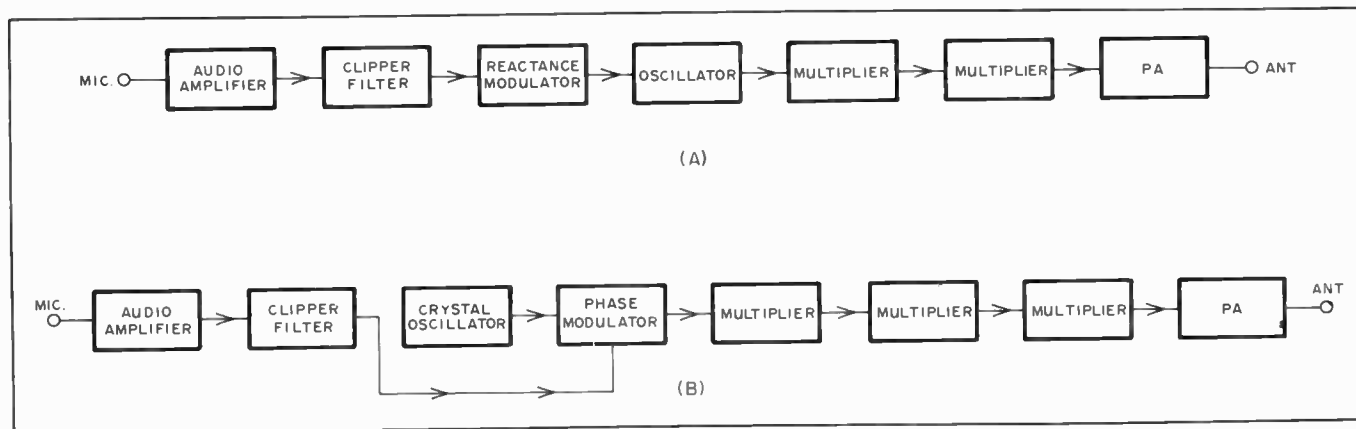 MIC.
AUDIO
AMPLIFIER
CLIPPER
FILTER
REACTANCE
MODULATOR
OSCILLATOR
MULTIPLIER
MULTIPLIER
PA
ANT
(A)
MIC.
AUDIO
AMPLIFIER
CLIPPER
FILTER
CRYSTAL
OSCILLATOR
PHASE
MODULATOR
MULTIPLIER
MULTIPLIER
MULTIPLIER
PA
ANT
(B)